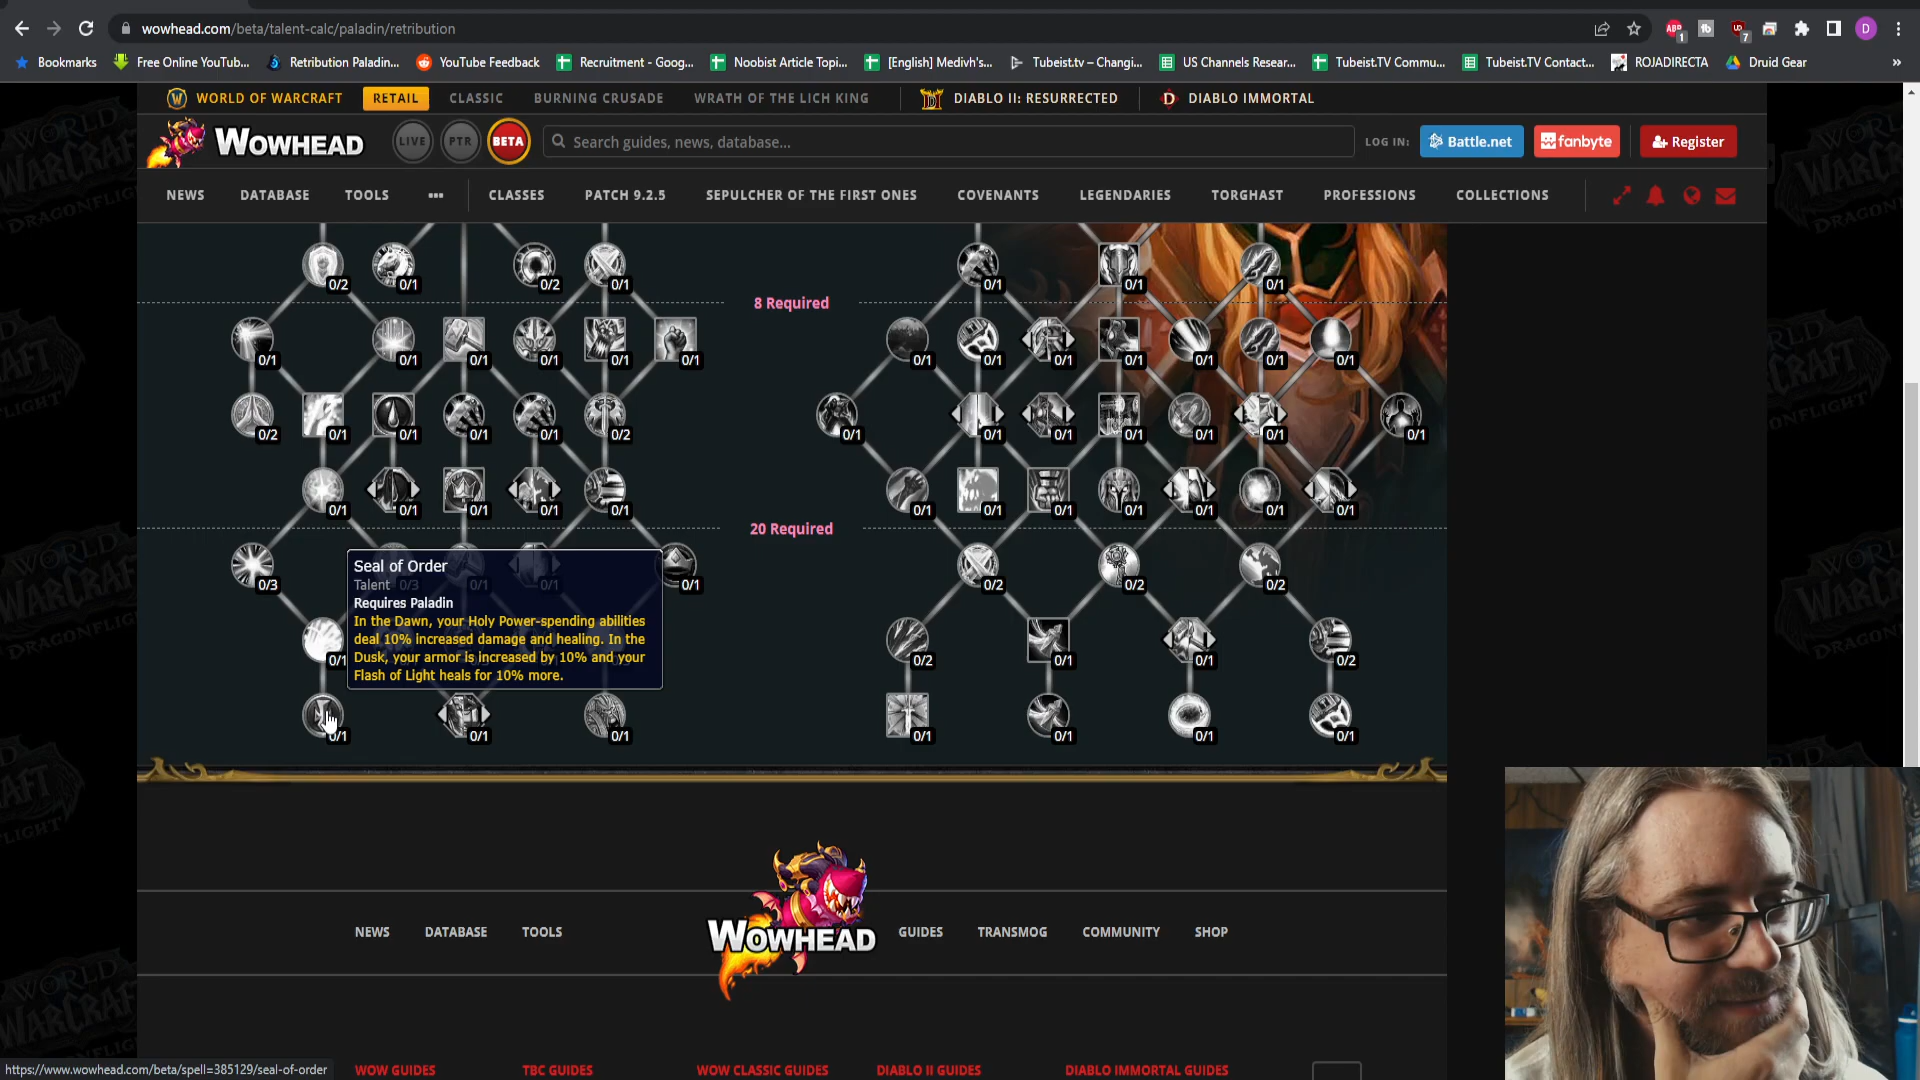 wowhead.com/beta/talent-calc/paladin/retribution
1
7
D
Bookmarks Free Online YouTub... Retribution Paladin... YouTube Feedback Recruitment - Goog... Noobist Article Topi... [English] Medivh's... Tubeist.tv – Changi... US Channels Resear... Tubeist.TV Commu... Tubeist.TV Contact... ROJADIRECTA Druid Gear »
WORLD OF WARCRAFT RETAIL CLASSIC BURNING CRUSADE WRATH OF THE LICH KING DIABLO II: RESURRECTED DIABLO IMMORTAL
WOWHEAD LIVE PTR BETA Search guides, news, database... LOG IN: Battle.net fanbyte Register
NEWS DATABASE TOOLS ••• CLASSES PATCH 9.2.5 SEPULCHER OF THE FIRST ONES COVENANTS LEGENDARIES TORGHAST PROFESSIONS COLLECTIONS
0/2 0/1 0/2 0/1 0/1 0/1 0/1
8 Required
0/1 0/1 0/1 0/1 0/1 0/1 0/1 0/1 0/1 0/1 0/1 0/1 0/1
0/2 0/1 0/1 0/1 0/1 0/2 0/1 0/1 0/1 0/1 0/1 0/1 0/1
0/1 0/1 0/1 0/1 0/1 0/1 0/1 0/1 0/1 0/1 0/1 0/1
20 Required
0/3 0/3 0/1 0/1 0/1 0/2 0/2 0/2
Seal of Order
Talent
Requires Paladin
In the Dawn, your Holy Power-spending abilities
deal 10% increased damage and healing. In the
Dusk, your armor is increased by 10% and your
Flash of Light heals for 10% more.
0/1 0/2 0/1 0/1 0/2
0/1 0/1 0/1 0/1 0/1 0/1 0/1
NEWS DATABASE TOOLS WOWHEAD GUIDES TRANSMOG COMMUNITY SHOP
https://www.wowhead.com/beta/spell=385129/seal-of-order
WOW GUIDES TBC GUIDES WOW CLASSIC GUIDES DIABLO II GUIDES DIABLO IMMORTAL GUIDES